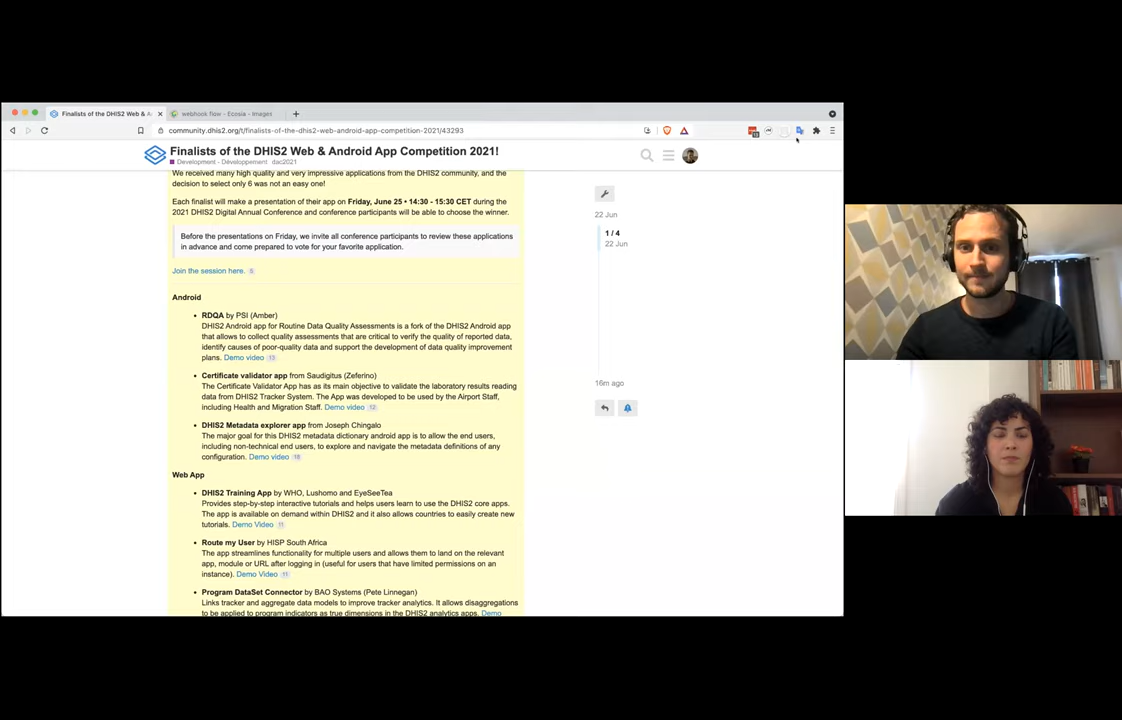 Finalists of the DHIS2 Web & A
webhook flow - Ecosia - Images
community.dhis2.org/t/finalists-of-the-dhis2-web-android-app-competition-2021/43293
Finalists of the DHIS2 Web & Android App Competition 2021!
Development - Développement dac2021
We received many high quality and very impressive applications from the DHIS2 community, and the
decision to select only 6 was not an easy one!
Each finalist will make a presentation of their app on Friday, June 25 • 14:30 - 15:30 CET during the
2021 DHIS2 Digital Annual Conference and conference participants will be able to choose the winner.
Before the presentations on Friday, we invite all conference participants to review these applications
in advance and come prepared to vote for your favorite application.
Join the session here. 5
Android
• RDQA by PSI (Amber)
DHIS2 Android app for Routine Data Quality Assessments is a fork of the DHIS2 Android app
that allows to collect quality assessments that are critical to verify the quality of reported data,
identify causes of poor-quality data and support the development of data quality improvement
plans. Demo video 13
• Certificate validator app from Saudigitus (Zeferino)
The Certificate Validator App has as its main objective to validate the laboratory results reading
data from DHIS2 Tracker System. The App was developed to be used by the Airport Staff,
including Health and Migration Staff. Demo video 12
• DHIS2 Metadata explorer app from Joseph Chingalo
The major goal for this DHIS2 metadata dictionary android app is to allow the end users,
including non-technical end users, to explore and navigate the metadata definitions of any
configuration. Demo video 18
Web App
• DHIS2 Training App by WHO, Lushomo and EyeSeeTea
Provides step-by-step interactive tutorials and helps users learn to use the DHIS2 core apps.
The app is available on demand within DHIS2 and it also allows countries to easily create new
tutorials. Demo Video 11
• Route my User by HISP South Africa
The app streamlines functionality for multiple users and allows them to land on the relevant
app, module or URL after logging in (useful for users that have limited permissions on an
instance). Demo Video 11
• Program DataSet Connector by BAO Systems (Pete Linnegan)
Links tracker and aggregate data models to improve tracker analytics. It allows disaggregations
to be applied to program indicators as true dimensions in the DHIS2 analytics apps. Demo
22 Jun
1 / 4
22 Jun
16m ago